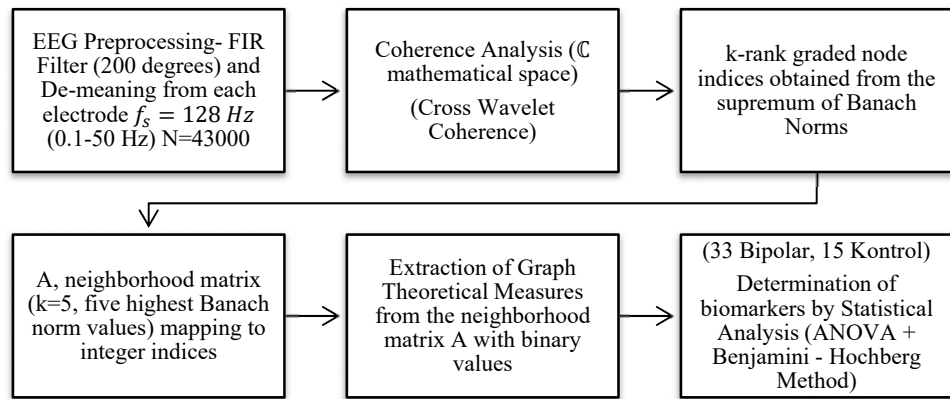 EEG Preprocessing- FIR
Filter (200 degrees) and
De-meaning from each
electrode 𝑓𝑠 = 128 𝐻𝑧
(0.1-50 Hz) N=43000
Coherence Analysis (ℂ
mathematical space)
(Cross Wavelet
Coherence)
k-rank graded node
indices obtained from the
supremum of Banach
Norms
A, neighborhood matrix
(k=5, five highest Banach
norm values) mapping to
integer indices
Extraction of Graph
Theoretical Measures
from the neighborhood
matrix A with binary
values
(33 Bipolar, 15 Kontrol)
Determination of
biomarkers by Statistical
Analysis (ANOVA +
Benjamini - Hochberg
Method)